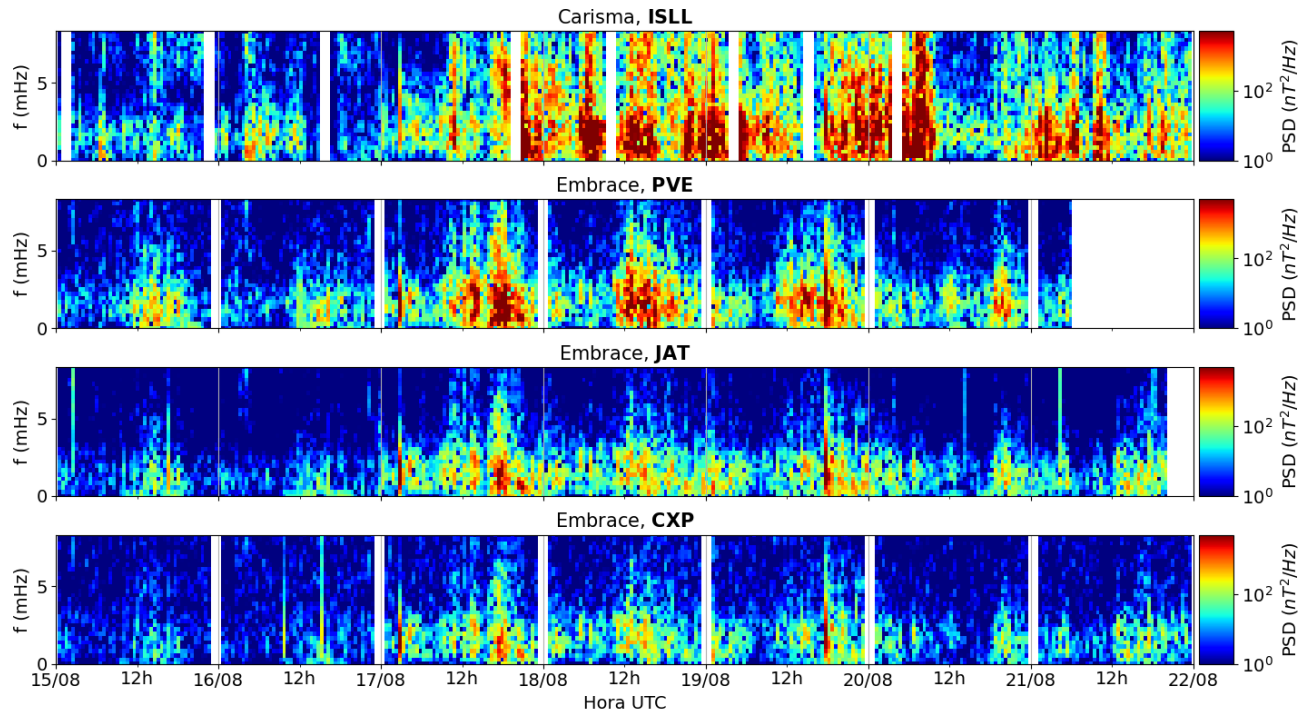 Carisma, ISLL
f (mHz)
5
0
10² 
10⁰
PSD (nT²/Hz)
Embrace, PVE
f (mHz)
5
0
10²
10⁰
PSD (nT²/Hz)
Embrace, JAT
f (mHz)
5
0
10²
10⁰
PSD (nT²/Hz)
Embrace, CXP
f (mHz)
5
0
10²
10⁰
PSD (nT²/Hz)
15/08 12h 16/08 12h 17/08 12h 18/08 12h 19/08 12h 20/08 12h 21/08 12h 22/08
Hora UTC